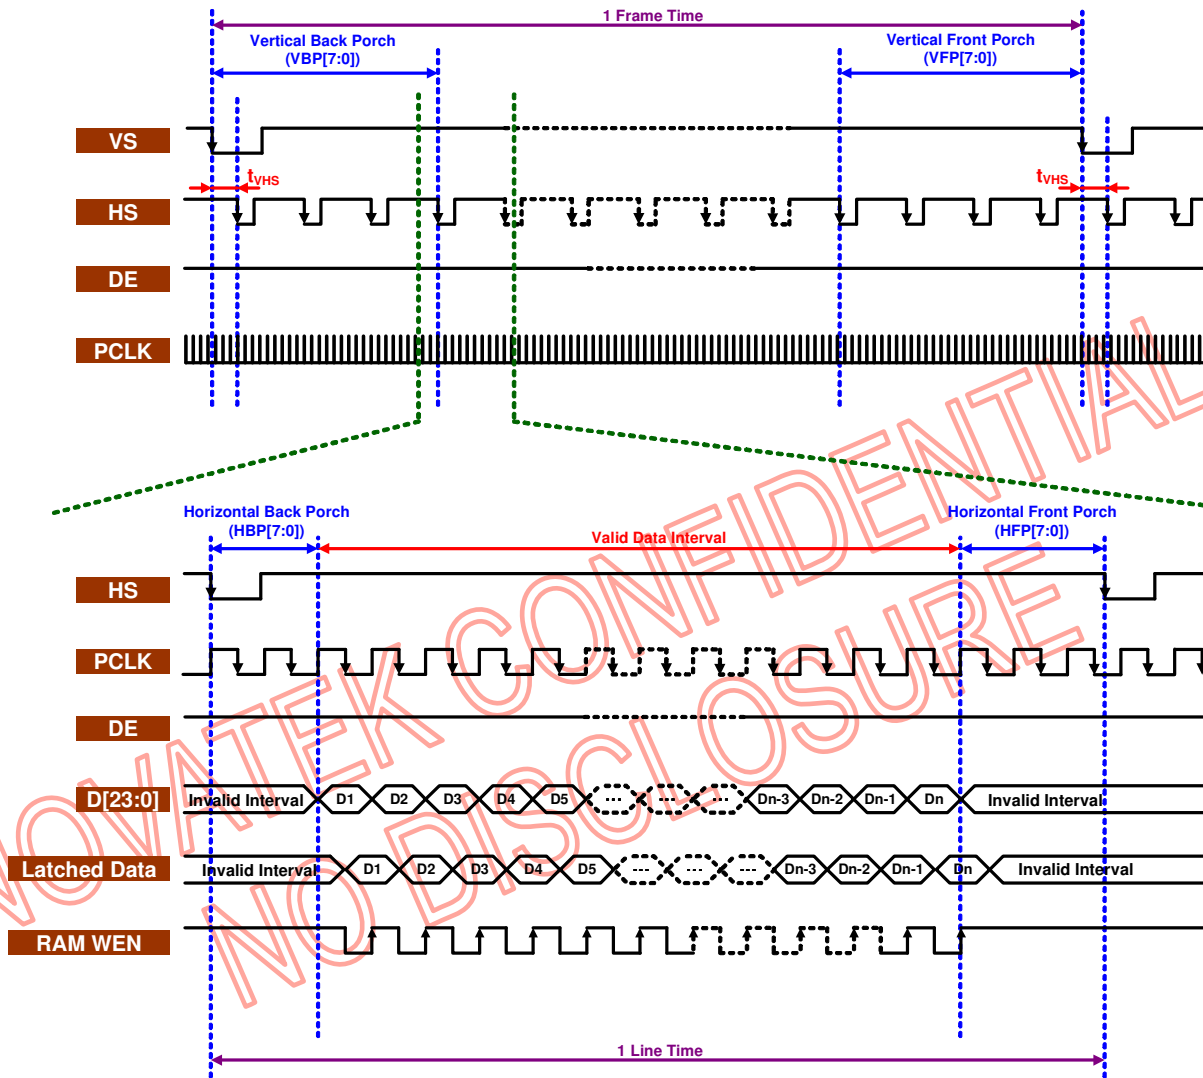 1 Frame Time
Vertical Back Porch
(VBP[7:0])
Vertical Front Porch
(VFP[7:0])
VS
tVHS
tVHS
HS
DE
PCLK
Horizontal Back Porch
(HBP[7:0])
Valid Data Interval
Horizontal Front Porch
(HFP[7:0])
HS
PCLK
DE
D[23:0] Invalid Interval D1 D2 D3 D4 D5 ... ... ... Dn-3 Dn-2 Dn-1 Dn Invalid Interval
Latched Data Invalid Interval D1 D2 D3 D4 D5 ... ... ... Dn-3 Dn-2 Dn-1 Dn Invalid Interval
RAM WEN
1 Line Time
NOVATEK CONFIDENTIAL
NO DISCLOSURE